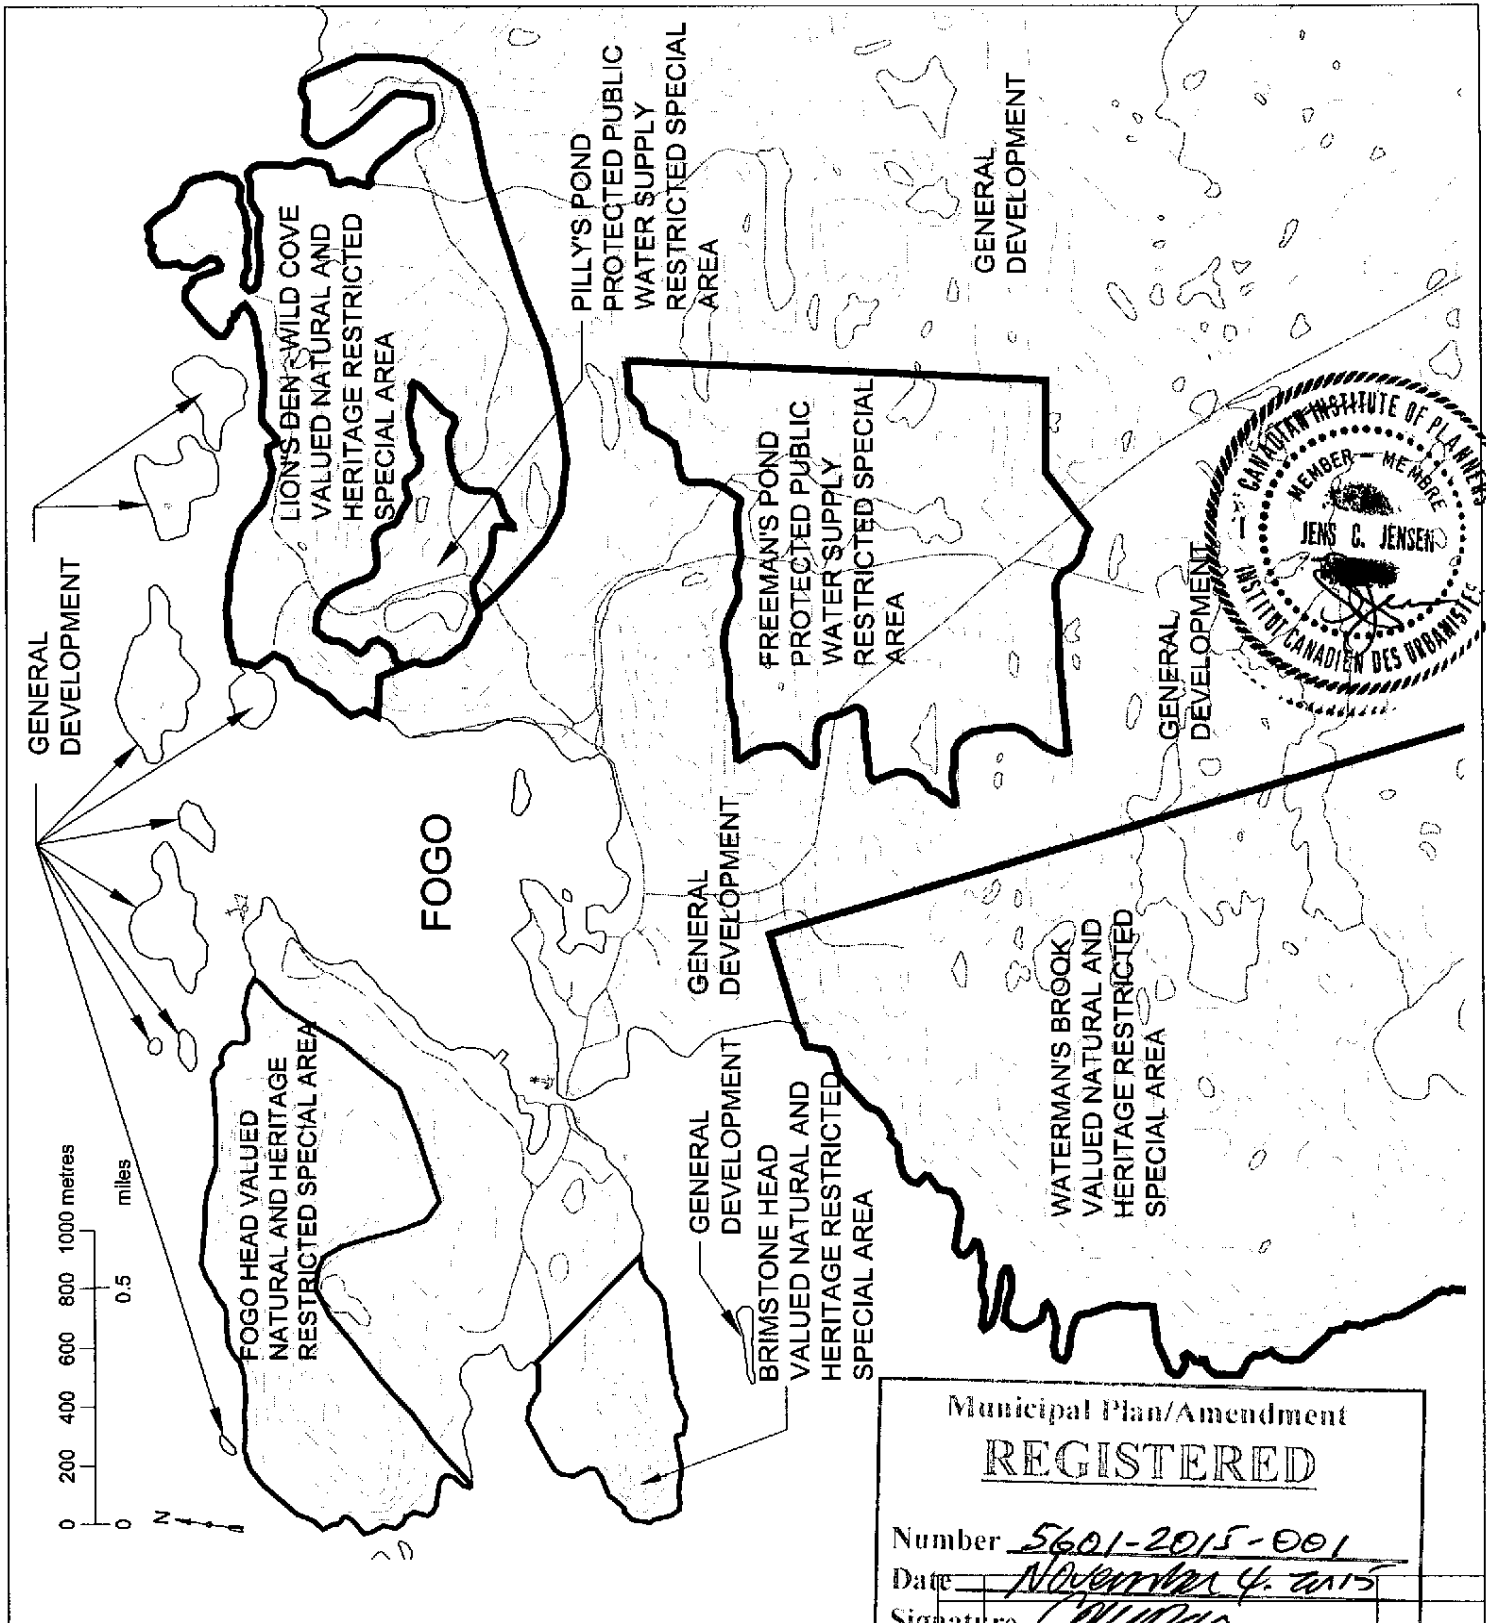 GENERAL
DEVELOPMENT
LION'S DEN - WILD COVE
VALUED NATURAL AND
HERITAGE RESTRICTED
SPECIAL AREA
PILLY'S POND
PROTECTED PUBLIC
WATER SUPPLY
RESTRICTED SPECIAL
AREA
GENERAL
DEVELOPMENT
FOGO
FREEMAN'S POND
PROTECTED PUBLIC
WATER SUPPLY
RESTRICTED SPECIAL
AREA
GENERAL
DEVELOPMENT
GENERAL
DEVELOPMENT
FOGO HEAD VALUED
NATURAL AND HERITAGE
RESTRICTED SPECIAL AREA
GENERAL
DEVELOPMENT
BRIMSTONE HEAD
VALUED NATURAL AND
HERITAGE RESTRICTED
SPECIAL AREA
WATERMAN'S BROOK
VALUED NATURAL AND
HERITAGE RESTRICTED
SPECIAL AREA
0 200 400 600 800 1000 metres
0 0.5 miles
N
CANADIAN INSTITUTE OF PLANNERS
MEMBER - MEMBRE
JENS C. JENSEN
INSTITUT CANADIEN DES URBANISTES
Municipal Plan/Amendment
REGISTERED
Number 5601-2015-001
Date November 4. 2015
Signature